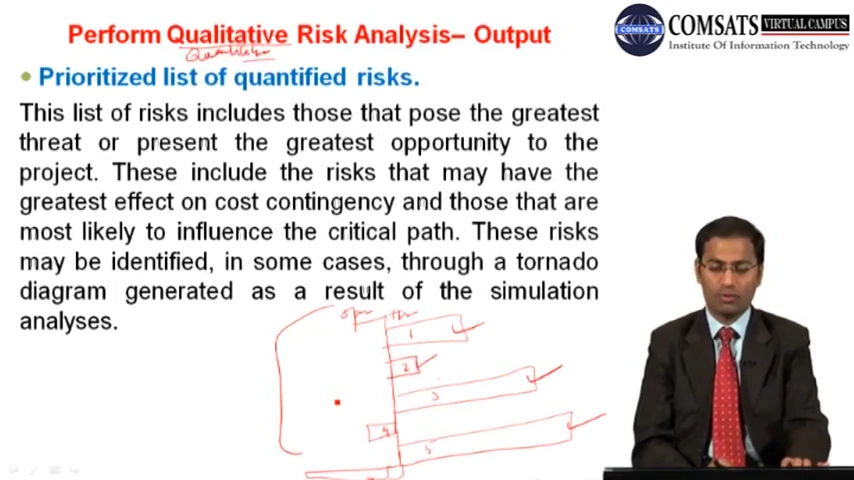 Perform Qualitative Risk Analysis– Output
Quantitative
COMSATS VIRTUAL CAMPUS
Institute Of Information Technology
COMSATS
• Prioritized list of quantified risks.
This list of risks includes those that pose the greatest
threat or present the greatest opportunity to the
project. These include the risks that may have the
greatest effect on cost contingency and those that are
most likely to influence the critical path. These risks
may be identified, in some cases, through a tornado
diagram generated as a result of the simulation
analyses.
1
2
3
4
5